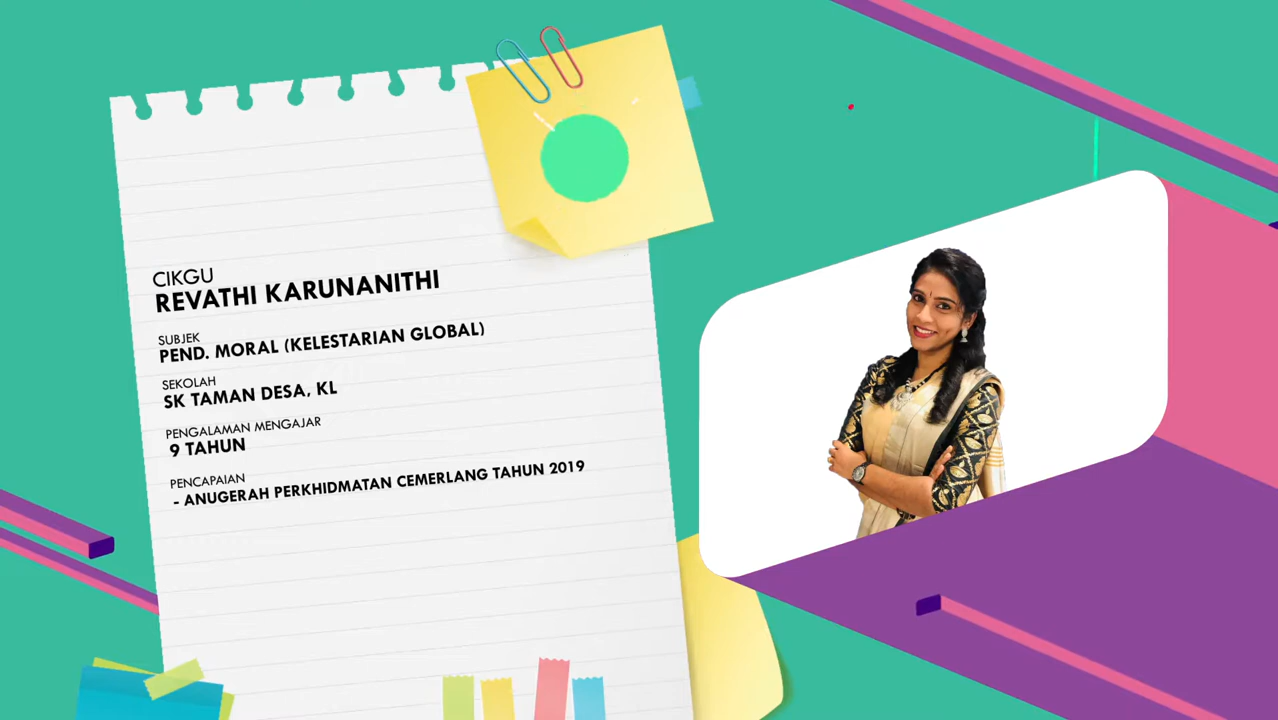 CIKGU
REVATHI KARUNANITHI
SUBJEK
PEND. MORAL (KELESTARIAN GLOBAL)
SEKOLAH
SK TAMAN DESA, KL
PENGALAMAN MENGAJAR
9 TAHUN
PENCAPAIAN
- ANUGERAH PERKHIDMATAN CEMERLANG TAHUN 2019